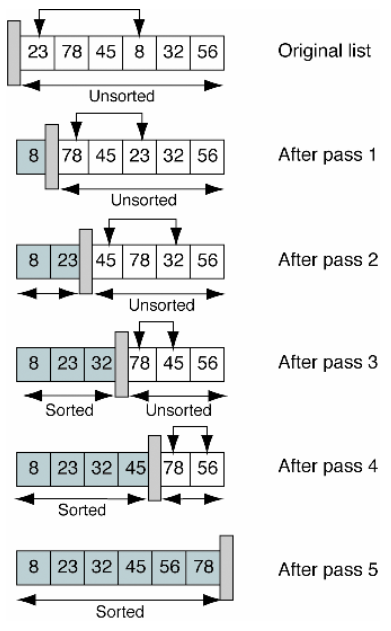 23 78 45 8 32 56 Original list
Unsorted
8 78 45 23 32 56 After pass 1
Unsorted
8 23 45 78 32 56 After pass 2
Unsorted
8 23 32 78 45 56 After pass 3
Sorted Unsorted
8 23 32 45 78 56 After pass 4
Sorted
8 23 32 45 56 78 After pass 5
Sorted